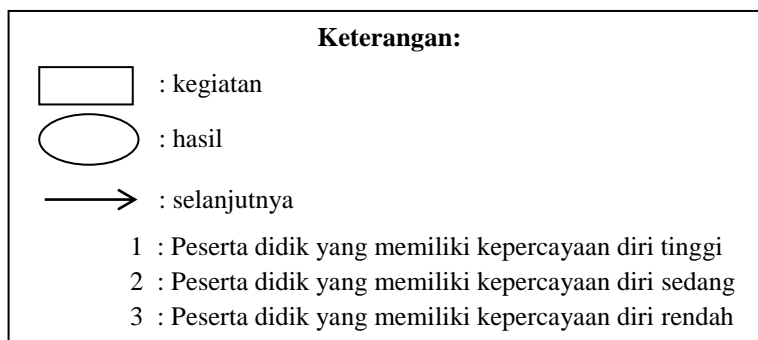 Keterangan:
: kegiatan
: hasil
: selanjutnya
1 : Peserta didik yang memiliki kepercayaan diri tinggi
2 : Peserta didik yang memiliki kepercayaan diri sedang
3 : Peserta didik yang memiliki kepercayaan diri rendah